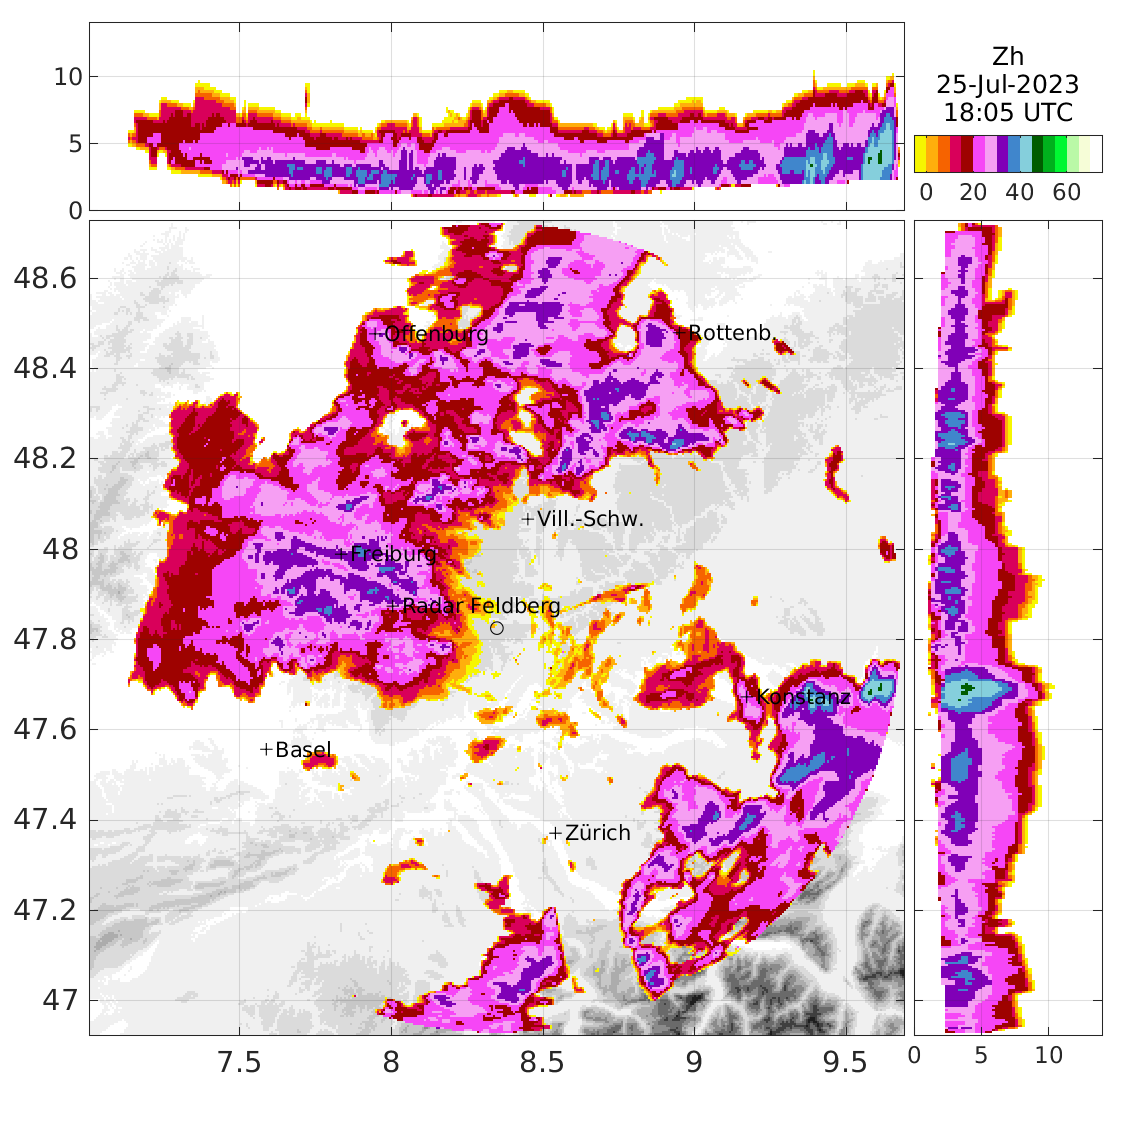 10
5
0
Zh
25-Jul-2023
18:05 UTC
0 20 40 60
48.6
48.4
48.2
48
47.8
47.6
47.4
47.2
47
+Offenburg
+Rottenb.
+Vill.-Schw.
+Freiburg
+Radar Feldberg
+Konstanz
+Basel
+Zürich
7.5 8 8.5 9 9.5
0 5 10